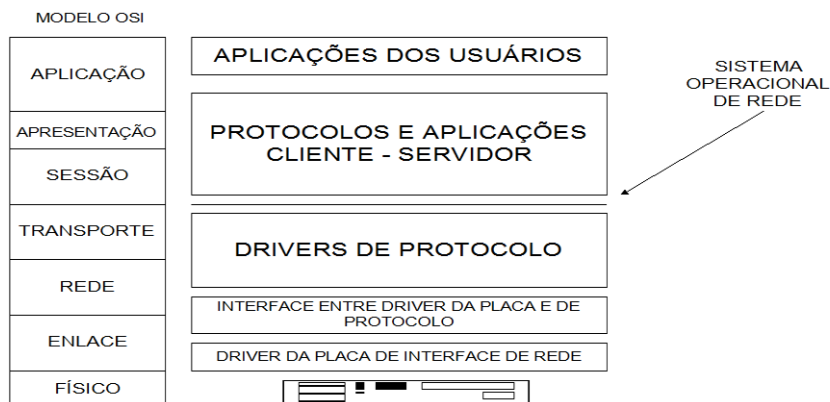 MODELO OSI
APLICAÇÃO
APRESENTAÇÃO
SESSÃO
TRANSPORTE
REDE
ENLACE
FÍSICO
APLICAÇÕES DOS USUÁRIOS
PROTOCOLOS E APLICAÇÕES
CLIENTE - SERVIDOR
DRIVERS DE PROTOCOLO
INTERFACE ENTRE DRIVER DA PLACA E DE
PROTOCOLO
DRIVER DA PLACA DE INTERFACE DE REDE
SISTEMA
OPERACIONAL
DE REDE